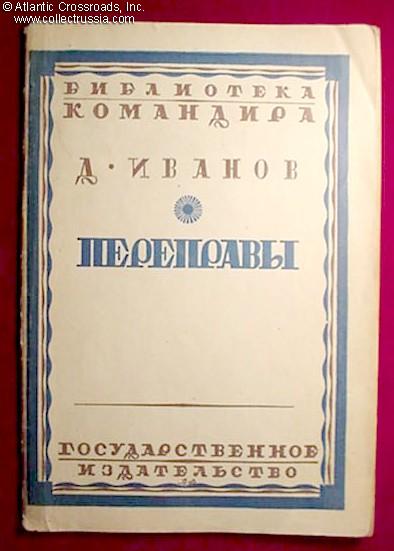 © Atlantic Crossroads, Inc.
www.collectrussia.com
БИБЛИОТЕКА
КОМАНДИРА
Д · ИВАНОВ
ПЕРЕПРАВЫ
ГОСУДАРСТВЕННОЕ
ИЗДАТЕЛЬСТВО